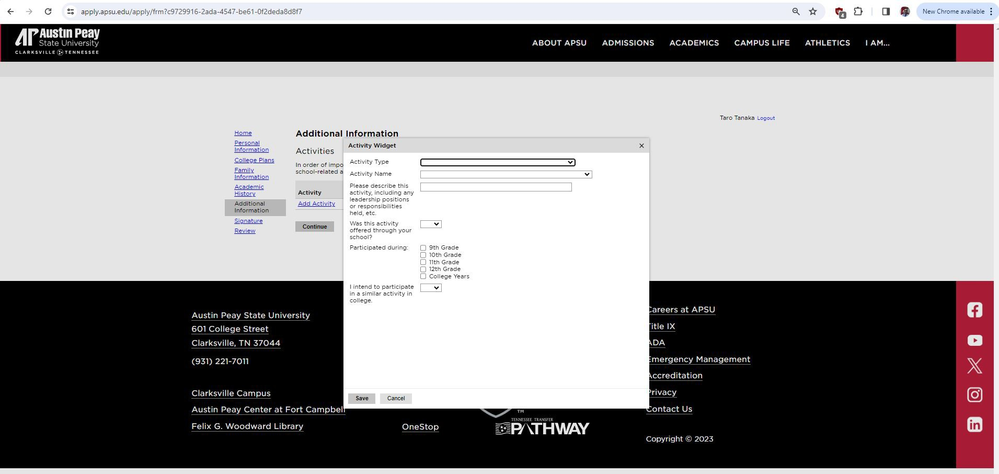 apply.apsu.edu/apply/frm?c9729916-2ada-4547-be61-0f2deda8d8f7
4
New Chrome available
AP Austin Peay
State University
CLARKSVILLE TENNESSEE
ABOUT APSU
ADMISSIONS
ACADEMICS
CAMPUS LIFE
ATHLETICS
I AM...
Taro Tanaka Logout
Home
Personal
Information
College Plans
Family
Information
Academic
History
Additional
Information
Signature
Review
Additional Information
Activities
In order of impo
school-related a
Activity
Add Activity
Continue
Activity Widget
Activity Type
Activity Name
Please describe this
activity, including any
leadership positions
or responsibilities
held, etc.
Was this activity
offered through your
school?
Participated during:
9th Grade
10th Grade
11th Grade
12th Grade
College Years
I intend to participate
in a similar activity in
college.
Save
Cancel
Austin Peay State University
601 College Street
Clarksville, TN 37044
(931) 221-7011
Clarksville Campus
Austin Peay Center at Fort Campbell
Felix G. Woodward Library
OneStop
TM
TENNESSEE TRANSFER
PATHWAY
Careers at APSU
Title IX
ADA
Emergency Management
Accreditation
Privacy
Contact Us
Copyright © 2023